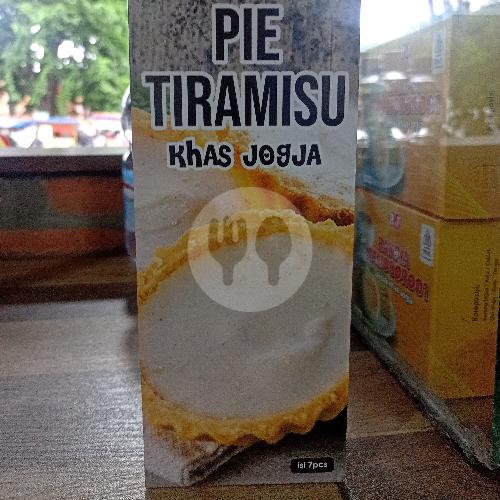 PIE
TIRAMISU
KHAS JOGJA
isi 7pcs